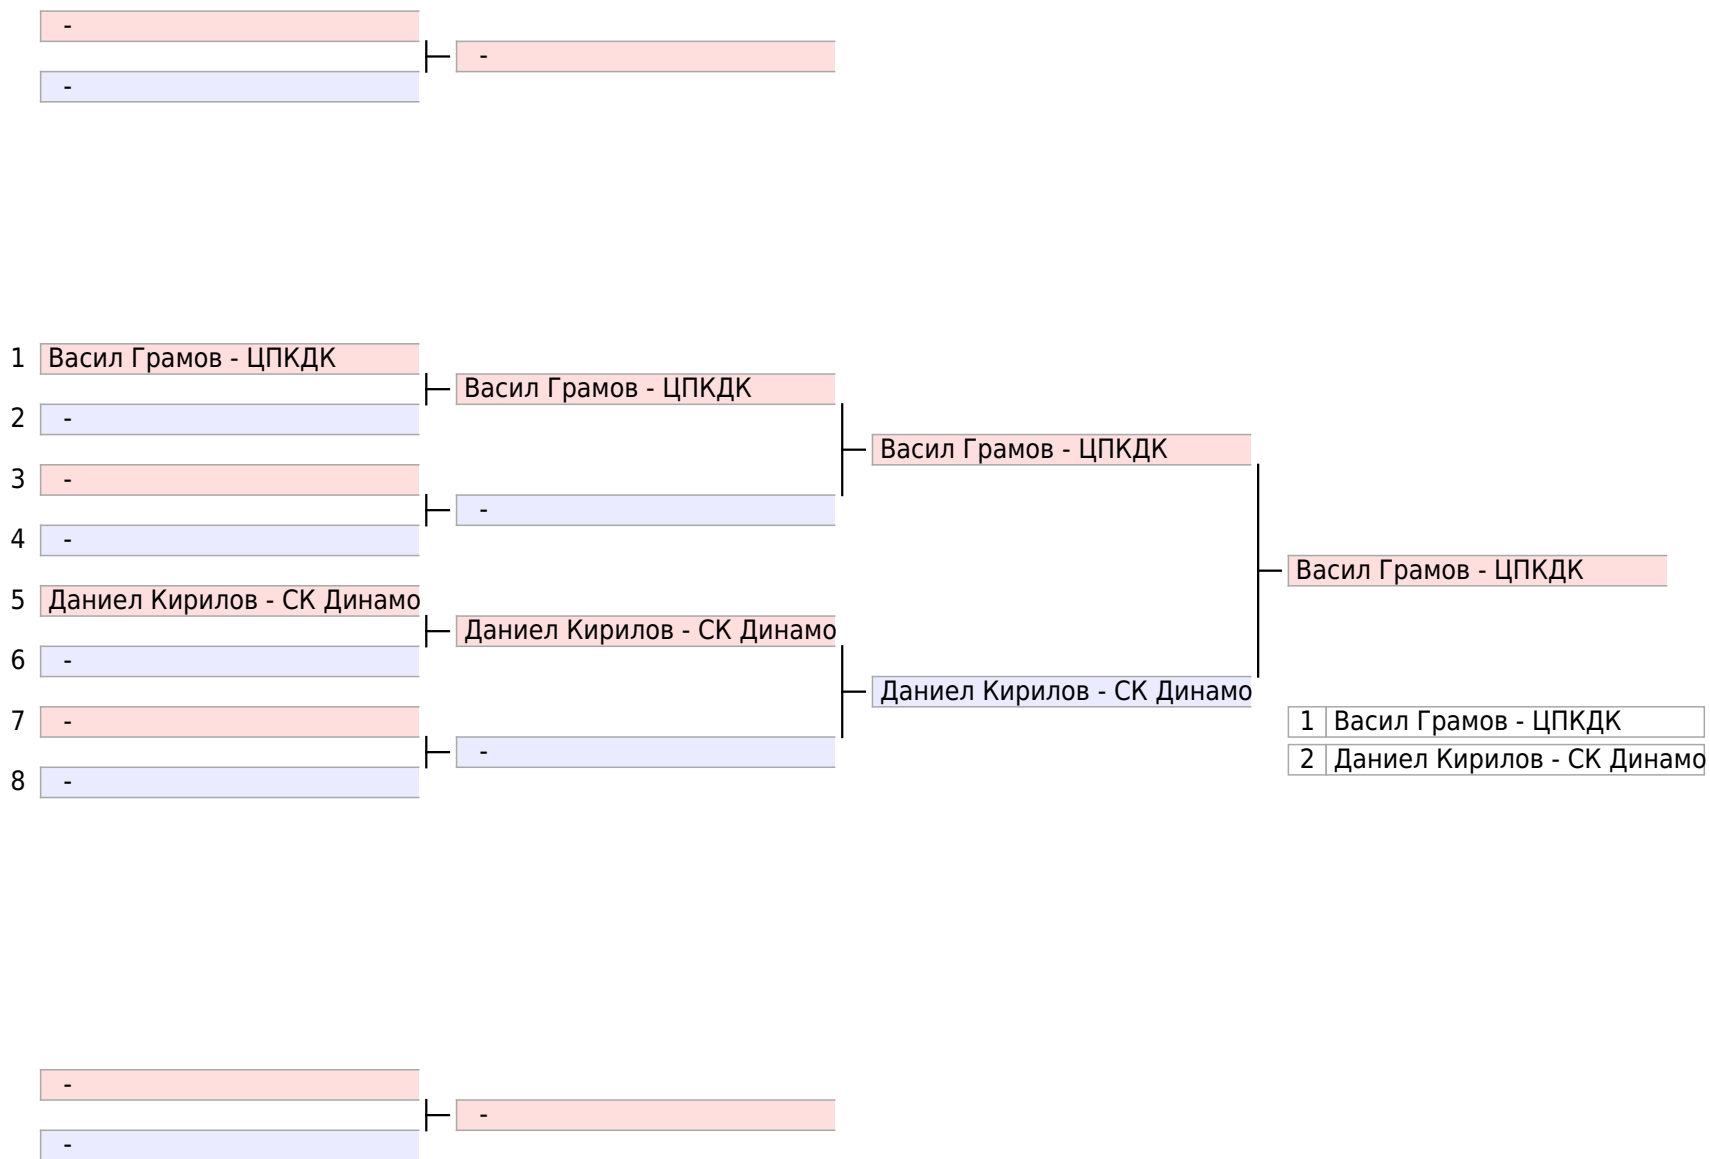 -
-
-
1 Васил Грамов - ЦПКДК
Васил Грамов - ЦПКДК
2 -
Васил Грамов - ЦПКДК
3 -
-
4 -
Васил Грамов - ЦПКДК
5 Даниел Кирилов - СК Динамо
Даниел Кирилов - СК Динамо
6 -
Даниел Кирилов - СК Динамо
7 -
1 Васил Грамов - ЦПКДК
-
2 Даниел Кирилов - СК Динамо
8 -
-
-
-